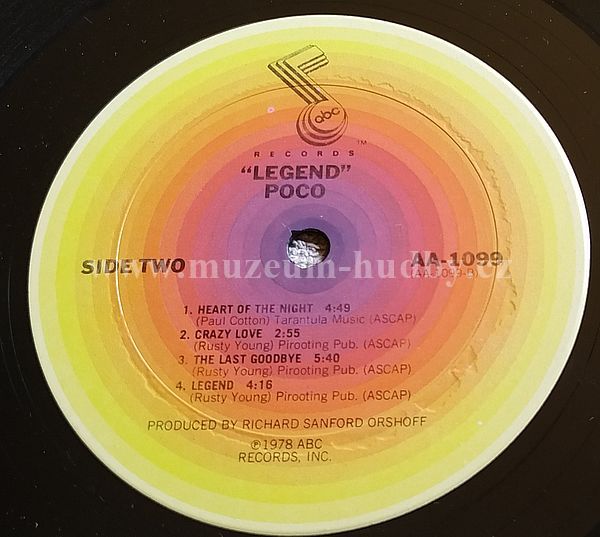 abc
RECORDS
TM
"LEGEND"
POCO
SIDE TWO
AA-1099
(AA-1099-B)
www.muzeum-hudby.cz
1. HEART OF THE NIGHT 4:49
(Paul Cotton) Tarantula Music (ASCAP)
2. CRAZY LOVE 2:55
(Rusty Young) Pirooting Pub. (ASCAP)
3. THE LAST GOODBYE 5:40
(Rusty Young) Pirooting Pub. (ASCAP)
4. LEGEND 4:16
(Rusty Young) Pirooting Pub. (ASCAP)
PRODUCED BY RICHARD SANFORD ORSHOFF
℗1978 ABC
RECORDS, INC.